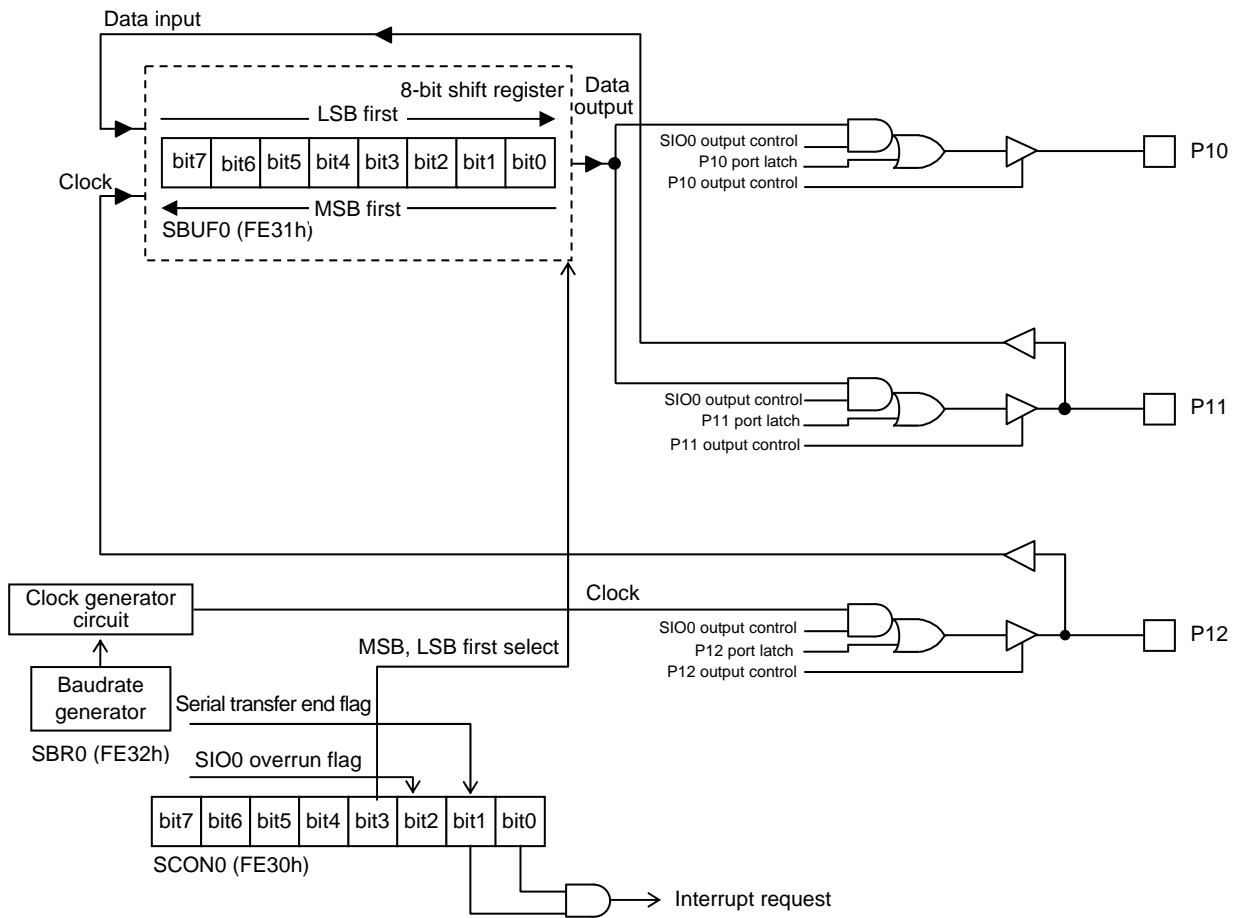 Data input
8-bit shift register
Data
output
LSB first
bit7 bit6 bit5 bit4 bit3 bit2 bit1 bit0
Clock
MSB first
SBUF0 (FE31h)
SIO0 output control
P10 port latch
P10 output control
P10
SIO0 output control
P11 port latch
P11 output control
P11
Clock generator
circuit
Clock
SIO0 output control
P12 port latch
P12 output control
P12
MSB, LSB first select
Baudrate
generator
SBR0 (FE32h)
Serial transfer end flag
SIO0 overrun flag
bit7 bit6 bit5 bit4 bit3 bit2 bit1 bit0
SCON0 (FE30h)
Interrupt request